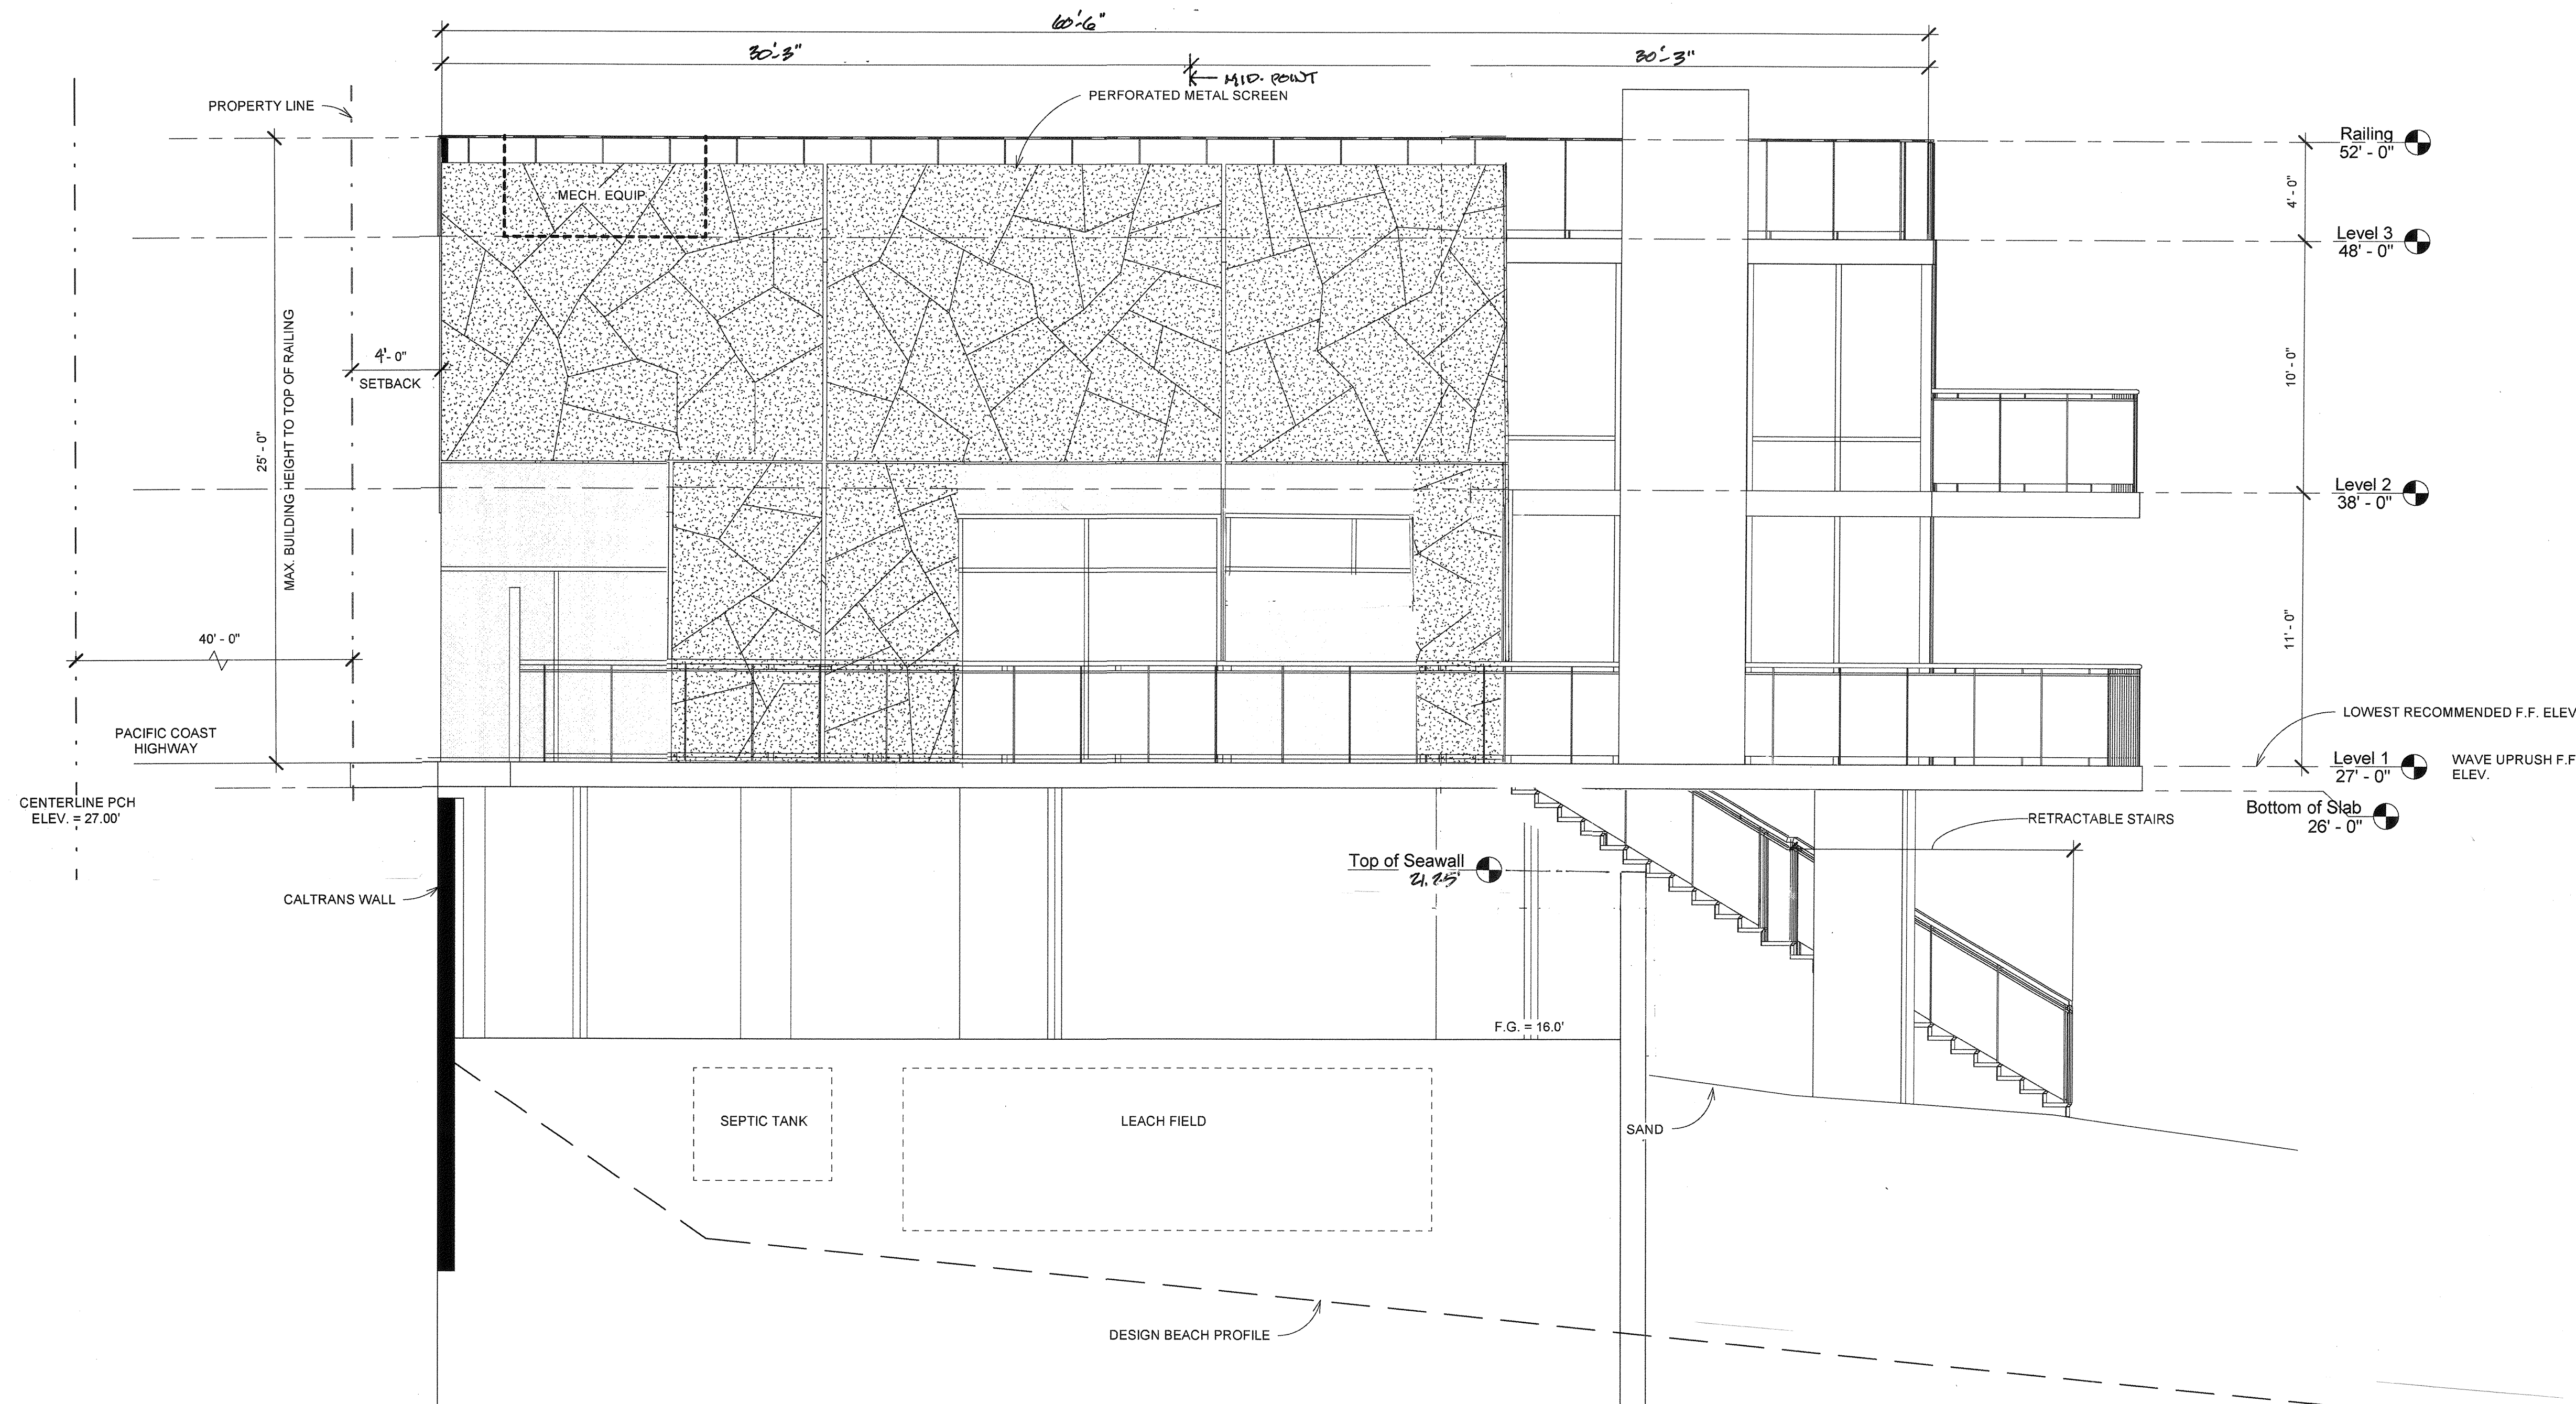 60'-6"
30'-3"
30'-3"
MID. POINT
PROPERTY LINE
PERFORATED METAL SCREEN
Railing
52' - 0"
MECH. EQUIP.
4' - 0"
Level 3
48' - 0"
25' - 0"
MAX. BUILDING HEIGHT TO TOP OF RAILING
4'- 0"
SETBACK
10' - 0"
Level 2
38' - 0"
40' - 0"
11' - 0"
PACIFIC COAST
HIGHWAY
LOWEST RECOMMENDED F.F. ELEV
Level 1
27' - 0"
WAVE UPRUSH F.F
ELEV.
CENTERLINE PCH
ELEV. = 27.00'
Bottom of Slab
26' - 0"
RETRACTABLE STAIRS
Top of Seawall
21.25'
CALTRANS WALL
F.G. = 16.0'
SEPTIC TANK
LEACH FIELD
SAND
DESIGN BEACH PROFILE